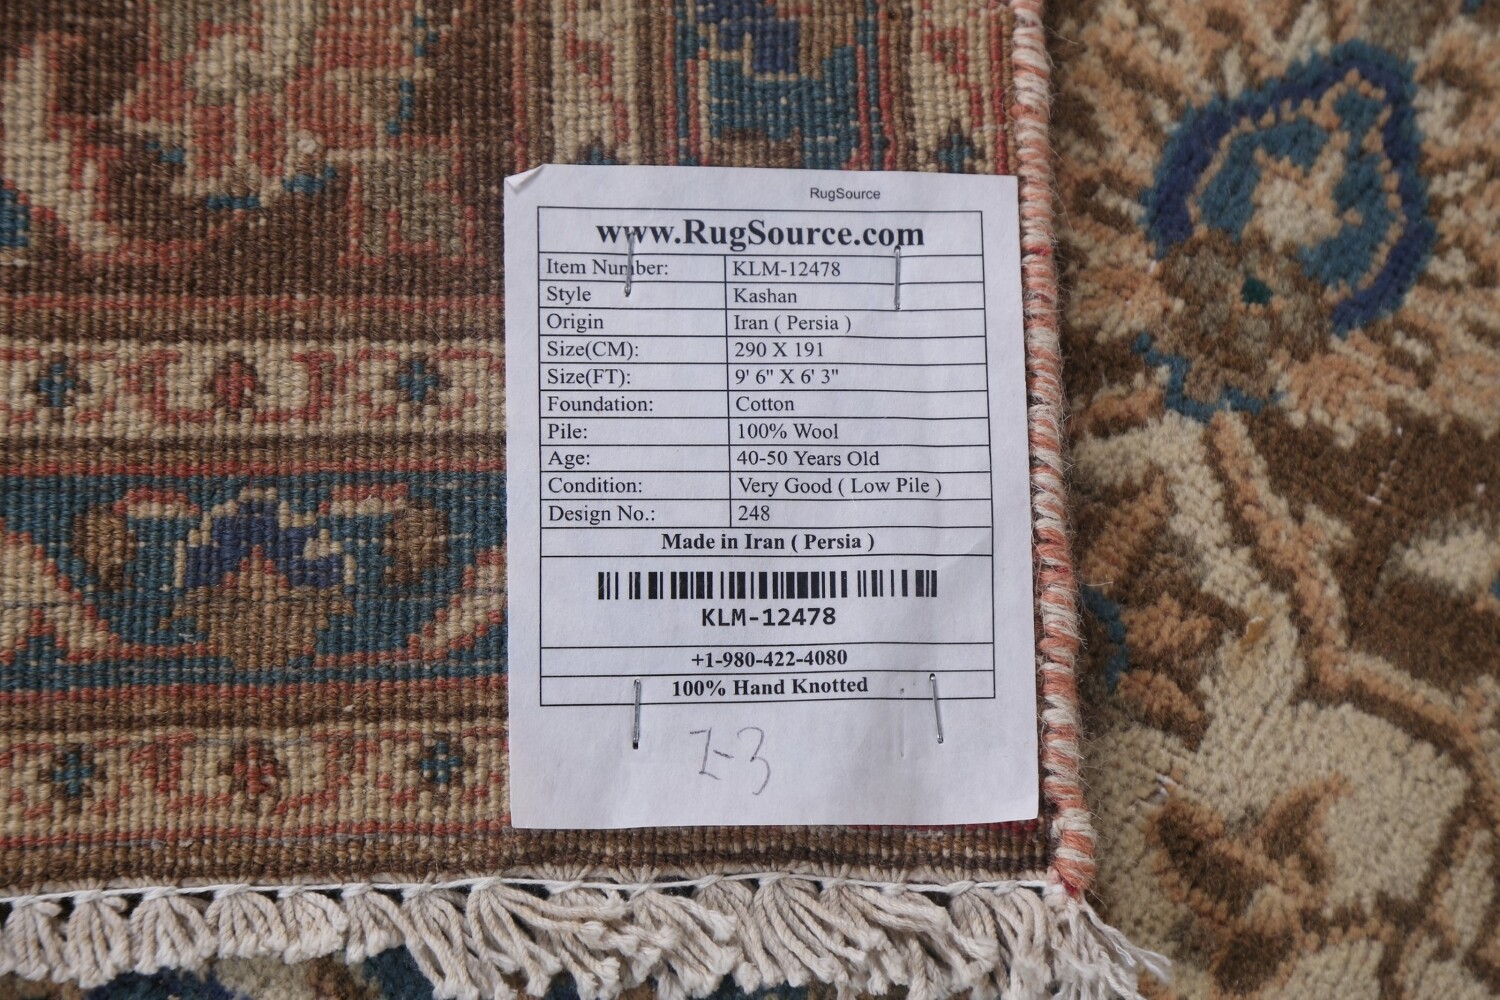 RugSource
www.RugSource.com
Item Number: KLM-12478
Style Kashan
Origin Iran ( Persia )
Size(CM): 290 X 191
Size(FT): 9' 6" X 6' 3"
Foundation: Cotton
Pile: 100% Wool
Age: 40-50 Years Old
Condition: Very Good ( Low Pile )
Design No.: 248
Made in Iran ( Persia )
KLM-12478
+1-980-422-4080
100% Hand Knotted